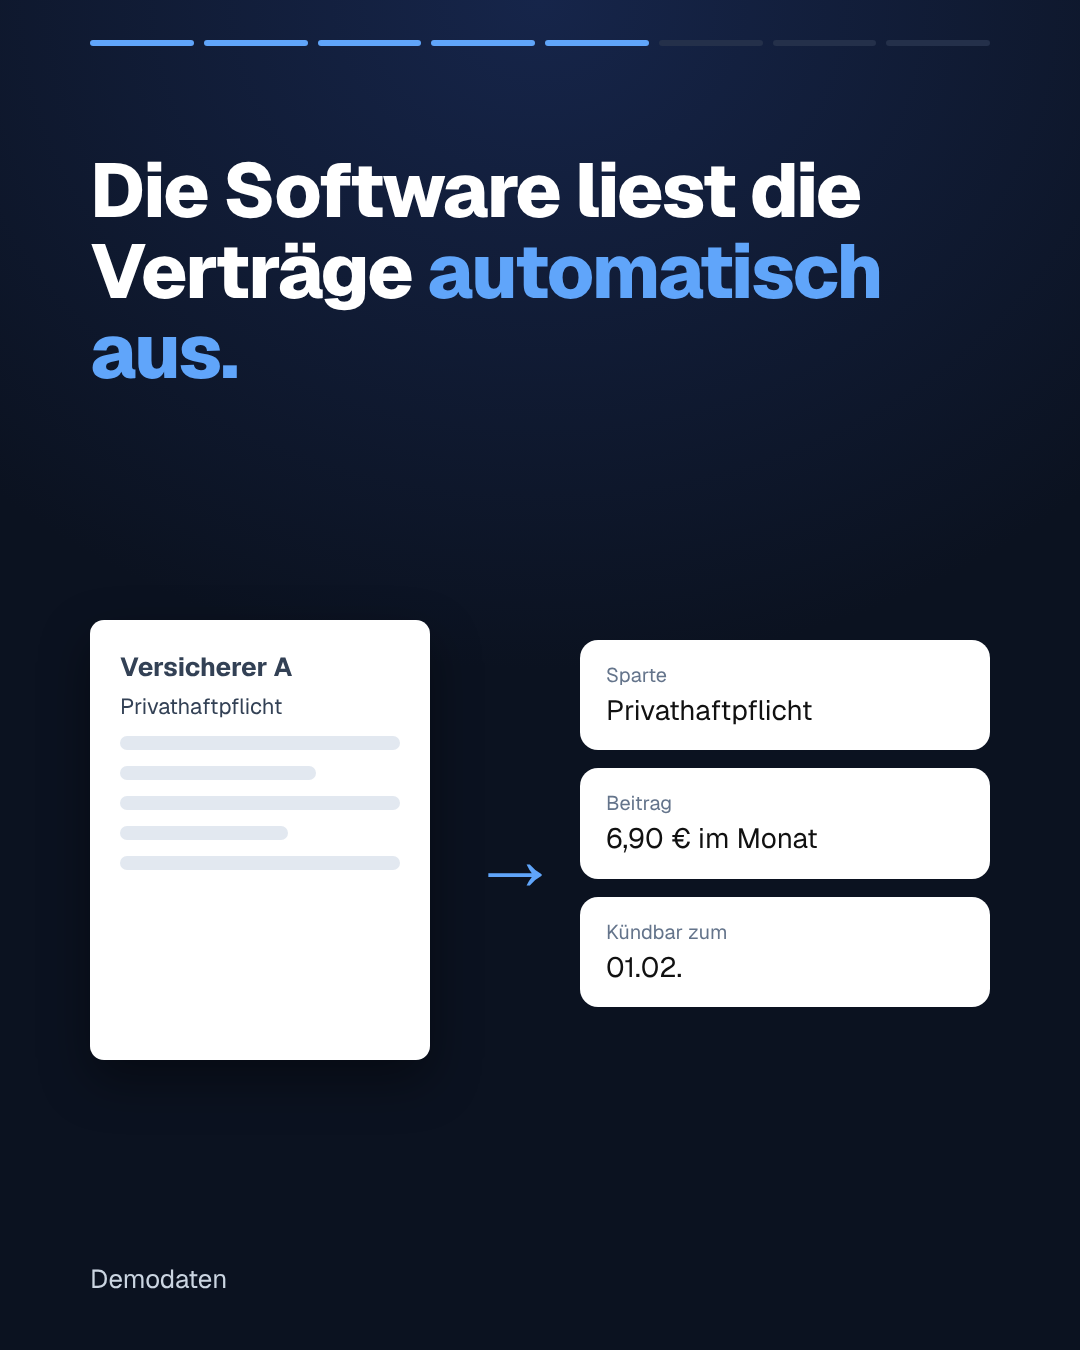 Die Software liest die
Verträge automatisch
aus.
Versicherer A
Privathaftpflicht
→
Sparte
Privathaftpflicht
Beitrag
6,90 € im Monat
Kündbar zum
01.02.
Demodaten